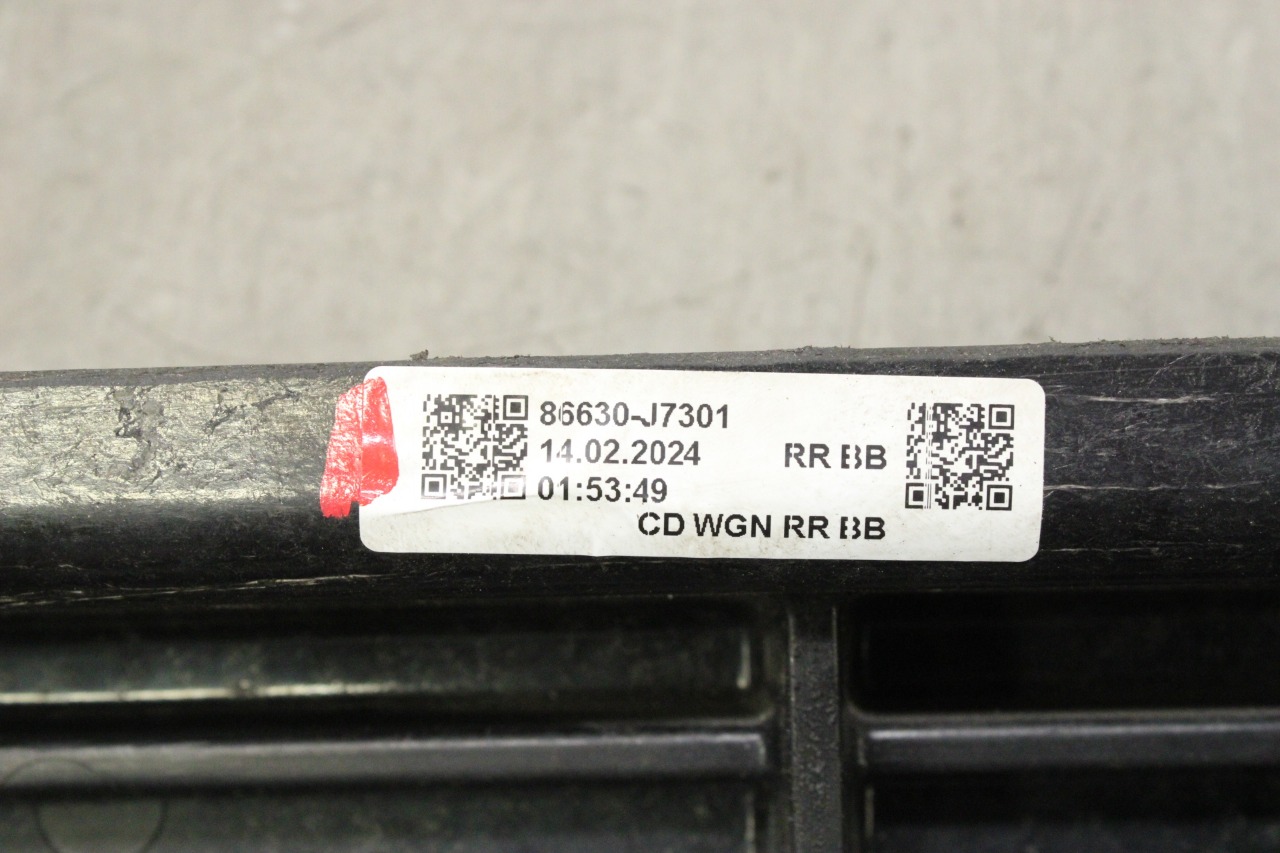 86630-J7301
14.02.2024 RR BB
01:53:49
CD WGN RR BB